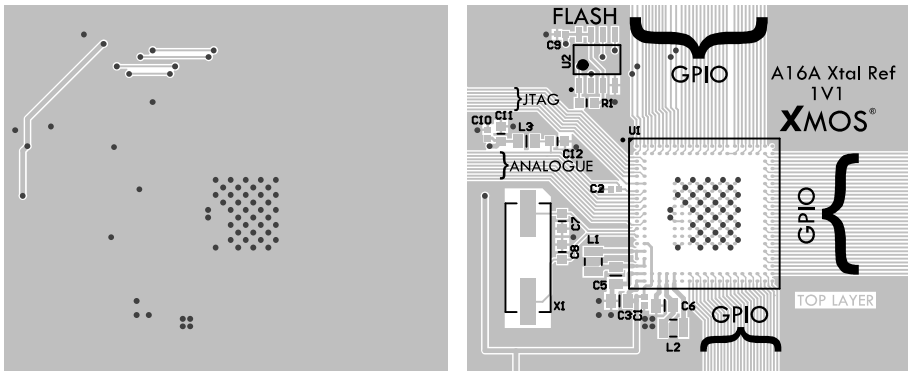 FLASH
C9
U2
GPIO
A16A Xtal Ref
1V1
XMOS®
JTAG
R1
C10
C11
L3
U1
C12
ANALOGUE
C2
GPIO
C7
C8
L1
C5
X1
C3
C1
C6
L2
GPIO
TOP LAYER